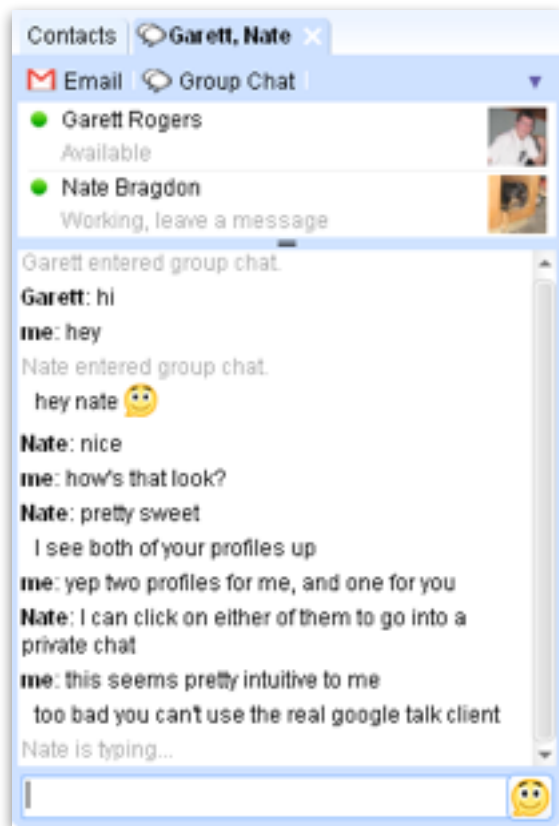 Contacts Garett, Nate
Email Group Chat
Garett Rogers
Available
Nate Bragdon
Working, leave a message
Garett entered group chat.
Garett: hi
me: hey
Nate entered group chat.
hey nate
Nate: nice
me: how's that look?
Nate: pretty sweet
I see both of your profiles up
me: yep two profiles for me, and one for you
Nate: I can click on either of them to go into a
private chat
me: this seems pretty intuitive to me
too bad you can't use the real google talk client
Nate is typing...